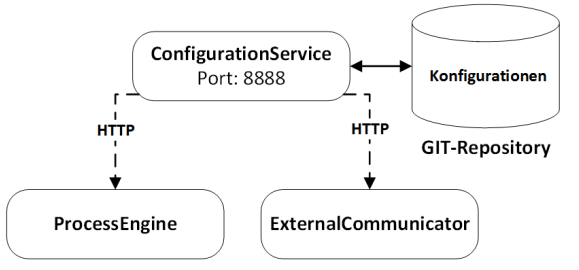 ConfigurationService
Port: 8888
Konfigurationen
GIT-Repository
HTTP
HTTP
ProcessEngine
ExternalCommunicator